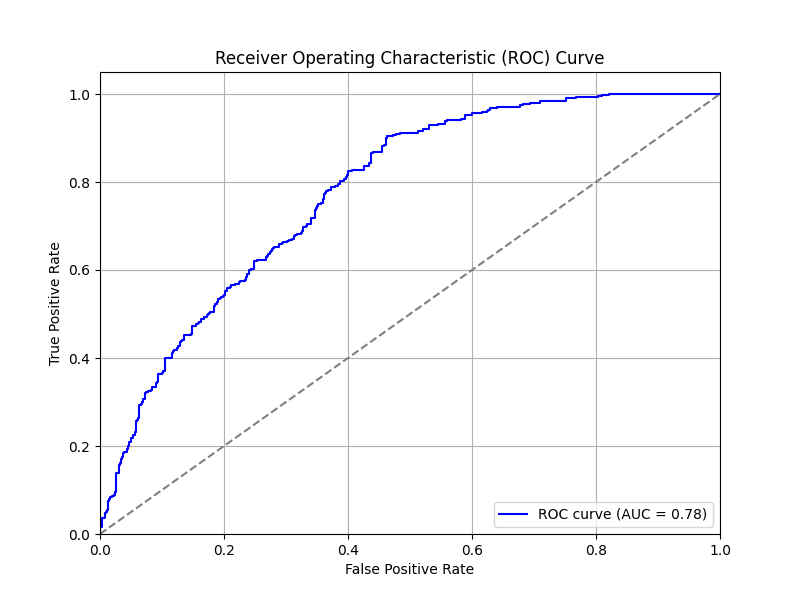 Receiver Operating Characteristic (ROC) Curve
True Positive Rate
1.0
0.8
0.6
0.4
0.2
0.0
0.0 0.2 0.4 0.6 0.8 1.0
False Positive Rate
ROC curve (AUC = 0.78)